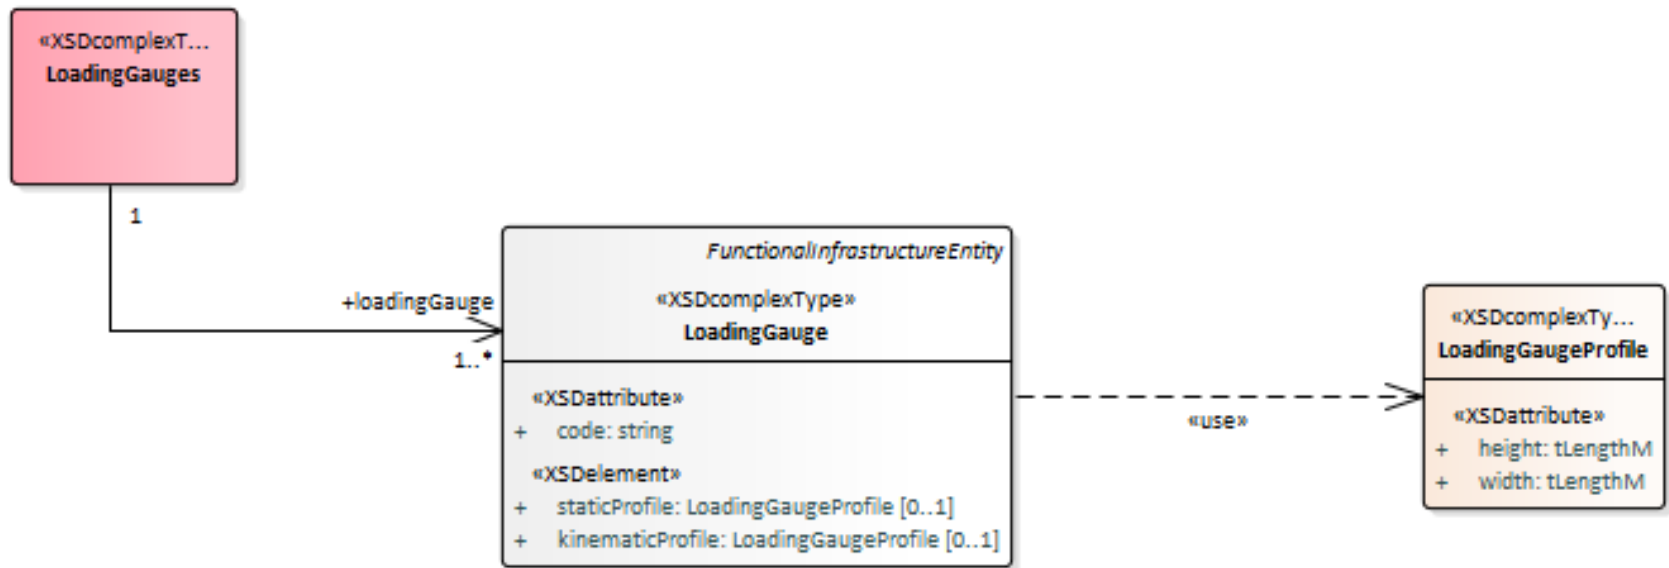 «XSDcomplexT...
LoadingGauges
1
+loadingGauge
1..*
FunctionalInfrastructureEntity
«XSDcomplexType»
LoadingGauge
«XSDattribute»
+ code: string
«XSDelement»
+ staticProfile: LoadingGaugeProfile [0..1]
+ kinematicProfile: LoadingGaugeProfile [0..1]
«use»
«XSDcomplexTy...
LoadingGaugeProfile
«XSDattribute»
+ height: tLengthM
+ width: tLengthM